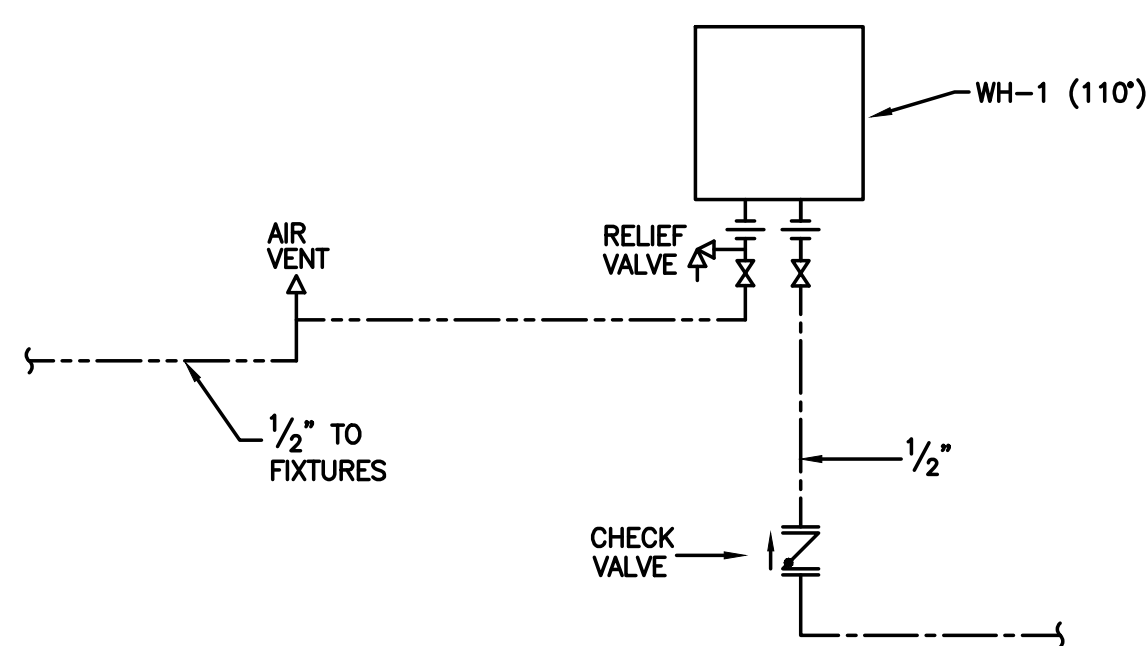 WH-1 (110°)
AIR
VENT
RELIEF
VALVE
1/2" TO
FIXTURES
1/2"
CHECK
VALVE